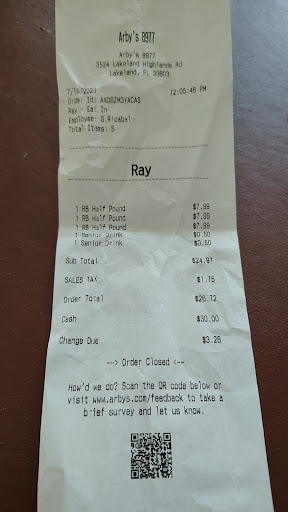 Arby's 8977
Arby's 8977
3524 Lakeland Highlands Rd
Lakeland, FL 33803
12:05:46 PM
Order Id: AADBZM3YACAS
Ray - Eat In
Employee: S.Ricabal
Total Items: 5
Ray
1 RB Half Pound $7.99
1 RB Half Pound $7.99
1 RB Half Pound $7.99
1 Senior Drink $0.50
1 Senior Drink $0.50
Sub Total $24.97
SALES TAX $1.75
Order Total $26.72
Cash $30.00
Change Due $3.28
--> Order Closed <--
How'd we do? Scan the QR code below or
visit www.arbys.com/feedback to take a
brief survey and let us know.